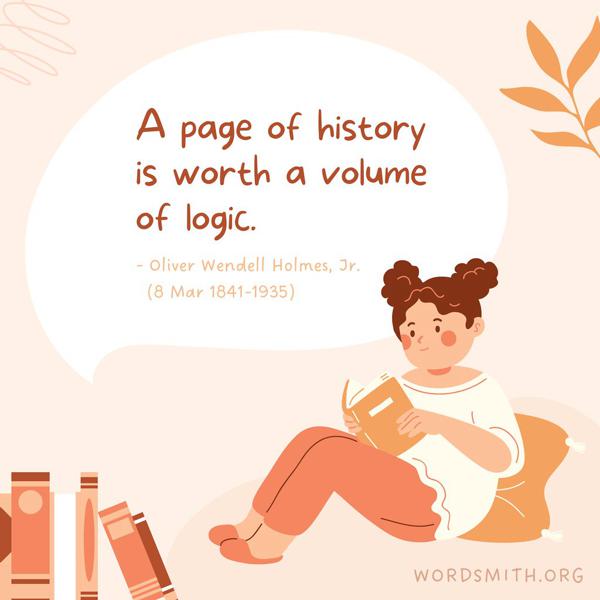 A page of history
is worth a volume
of logic.
- Oliver Wendell Holmes, Jr.
(8 Mar 1841-1935)
WORDSMITH.ORG